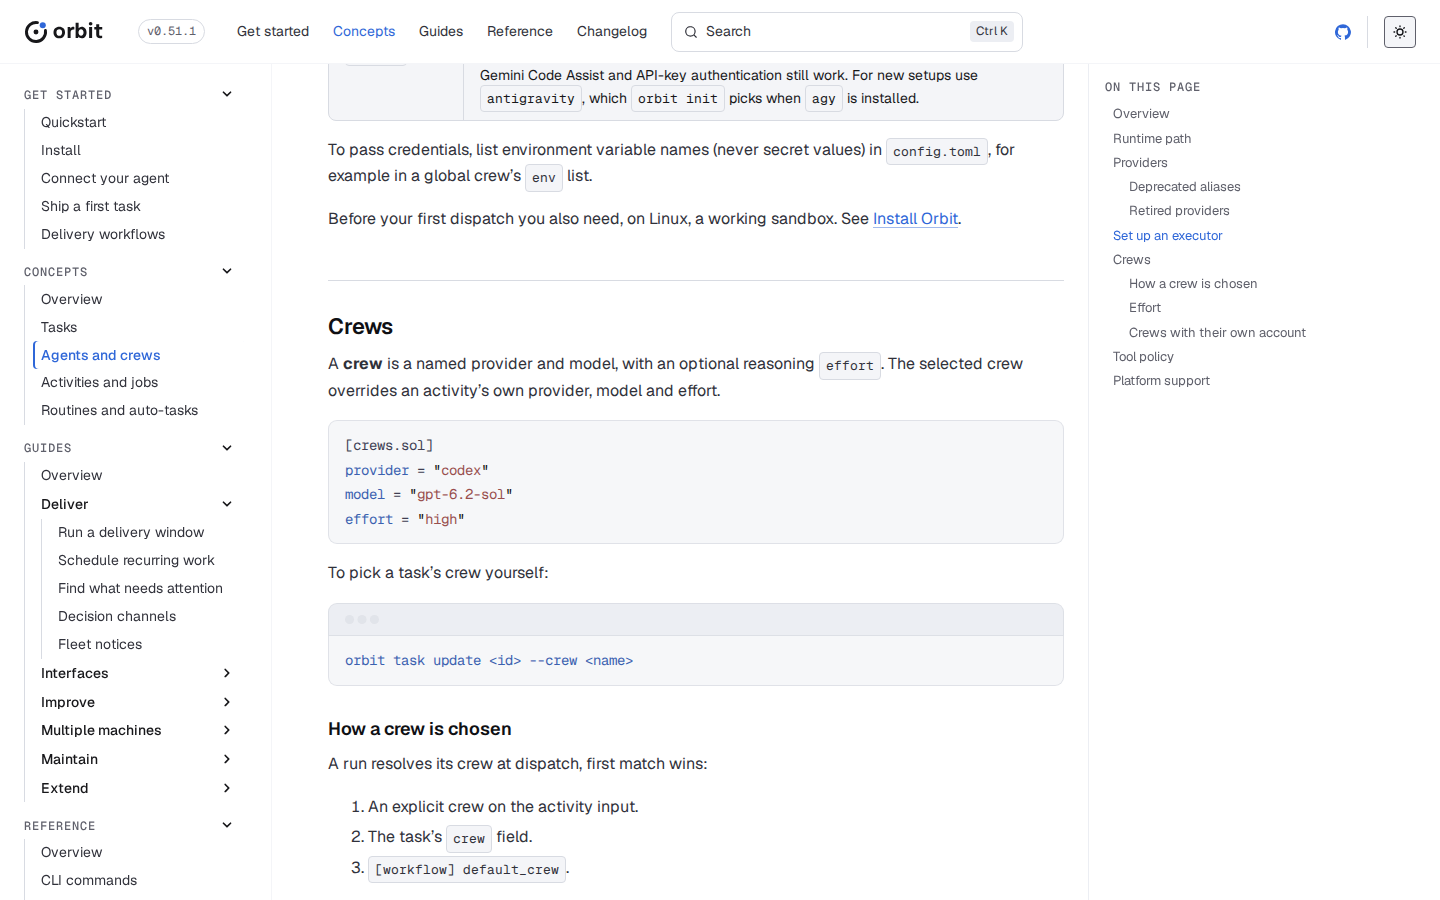 orbit
v0.51.1
Get started
Concepts
Guides
Reference
Changelog
Search
Ctrl K
GET STARTED
Quickstart
Install
Connect your agent
Ship a first task
Delivery workflows
CONCEPTS
Overview
Tasks
Agents and crews
Activities and jobs
Routines and auto-tasks
GUIDES
Overview
Deliver
Run a delivery window
Schedule recurring work
Find what needs attention
Decision channels
Fleet notices
Interfaces
Improve
Multiple machines
Maintain
Extend
REFERENCE
Overview
CLI commands
Gemini Code Assist and API-key authentication still work. For new setups use
antigravity, which orbit init picks when agy is installed.
To pass credentials, list environment variable names (never secret values) in config.toml, for
example in a global crew’s env list.
Before your first dispatch you also need, on Linux, a working sandbox. See Install Orbit.
Crews
A crew is a named provider and model, with an optional reasoning effort. The selected crew
overrides an activity’s own provider, model and effort.
[crews.sol]
provider = "codex"
model = "gpt-6.2-sol"
effort = "high"
To pick a task’s crew yourself:
orbit task update <id> --crew <name>
How a crew is chosen
A run resolves its crew at dispatch, first match wins:
1. An explicit crew on the activity input.
2. The task’s crew field.
3. [workflow] default_crew.
ON THIS PAGE
Overview
Runtime path
Providers
Deprecated aliases
Retired providers
Set up an executor
Crews
How a crew is chosen
Effort
Crews with their own account
Tool policy
Platform support